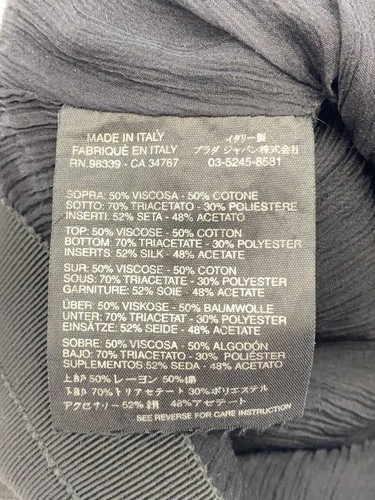 MADE IN ITALY
FABRIQUÉ EN ITALY
RN. 98339 - CA 34767
イタリー製
プラダ ジャパン株式会社
03-5245-8581
SOPRA: 50% VISCOSA - 50% COTONE
SOTTO: 70% TRIACETATO - 30% POLIESTERE
INSERTI: 52% SETA - 48% ACETATO
TOP: 50% VISCOSE - 50% COTTON
BOTTOM: 70% TRIACETATE - 30% POLYESTER
INSERTS: 52% SILK - 48% ACETATE
SUR: 50% VISCOSE - 50% COTON
SOUS: 70% TRIACETATE - 30% POLYESTER
GARNITURE: 52% SOIE - 48% ACETATE
ÜBER: 50% VISKOSE - 50% BAUMWOLLE
UNTER: 70% TRIACETAT - 30% POLYESTER
EINSÄTZE: 52% SEIDE - 48% ACETAT
SOBRE: 50% VISCOSA - 50% ALGODÓN
BAJO: 70% TRIACETATO - 30% POLIÉSTER
SUPLEMENTOS: 52% SEDA - 48% ACETATO
上部 50% レーヨン 50% 綿
下部 70% トリアセテート 30% ポリエステル
アクセサリー 52% 絹 48% アセテート
SEE REVERSE FOR CARE INSTRUCTION